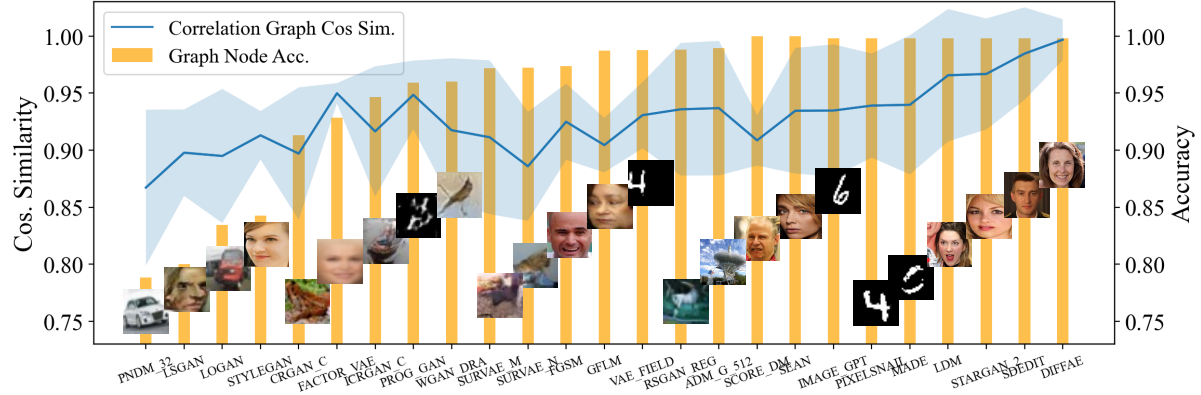 Correlation Graph Cos Sim.
Graph Node Acc.
Cos. Similarity
1.00
0.95
0.90
0.85
0.80
0.75
Accuracy
1.00
0.95
0.90
0.85
0.80
0.75
PNDM_32
LSGAN
LOGAN
STYLEGAN
CRGAN_C
FACTOR_VAE
ICRGAN_C
PROG_GAN
WGAN_DRA
SURVAE_M
SURVAE_N
FGSM
GFLM
VAE_FIELD
RSGAN_REG
ADM_G_512
SCORE_DM
SEAN
IMAGE_GPT
PIXELSNAIL
MADE
LDM
STARGAN_2
SDEDIT
DIFFAE
4
6
4